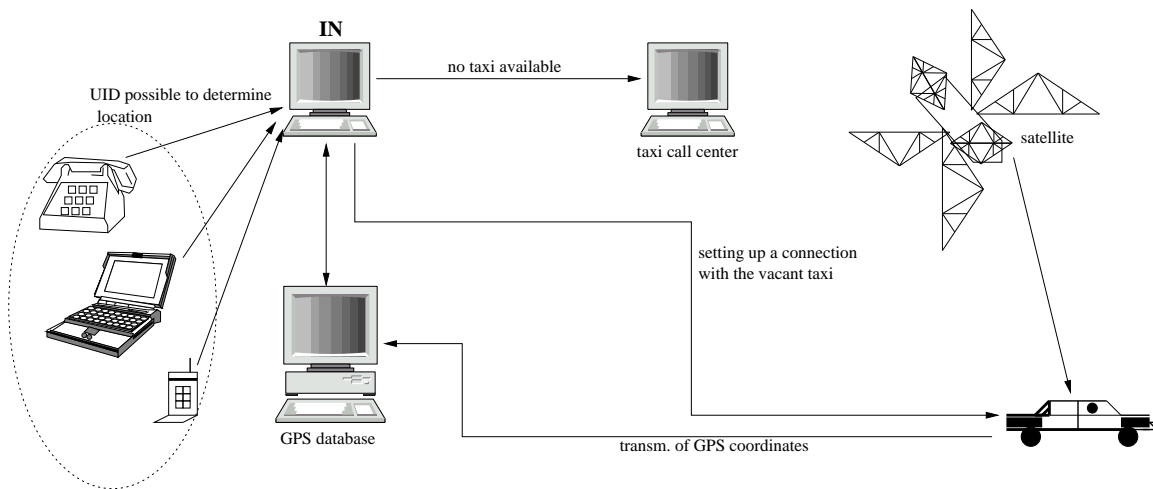 IN
no taxi available
UID possible to determine
location
taxi call center
satellite
setting up a connection
with the vacant taxi
GPS database
transm. of GPS coordinates